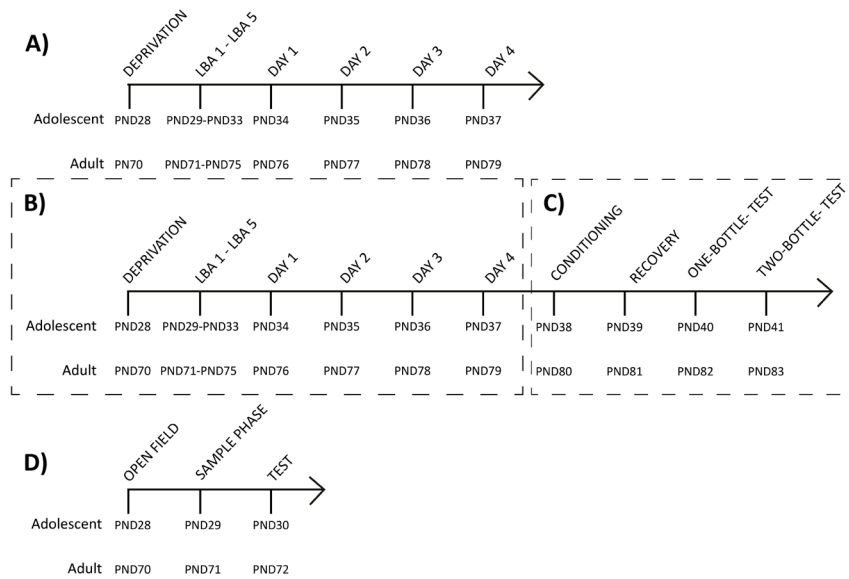 A)
DEPRIVATION LBA 1 - LBA 5 DAY 1 DAY 2 DAY 3 DAY 4
Adolescent PND28 PND29-PND33 PND34 PND35 PND36 PND37
Adult PN70 PND71-PND75 PND76 PND77 PND78 PND79
B)
DEPRIVATION LBA 1 - LBA 5 DAY 1 DAY 2 DAY 3 DAY 4
Adolescent PND28 PND29-PND33 PND34 PND35 PND36 PND37
Adult PND70 PND71-PND75 PND76 PND77 PND78 PND79
C)
CONDITIONING RECOVERY ONE-BOTTLE- TEST TWO-BOTTLE- TEST
PND38 PND39 PND40 PND41
PND80 PND81 PND82 PND83
D)
OPEN FIELD SAMPLE PHASE TEST
Adolescent PND28 PND29 PND30
Adult PND70 PND71 PND72